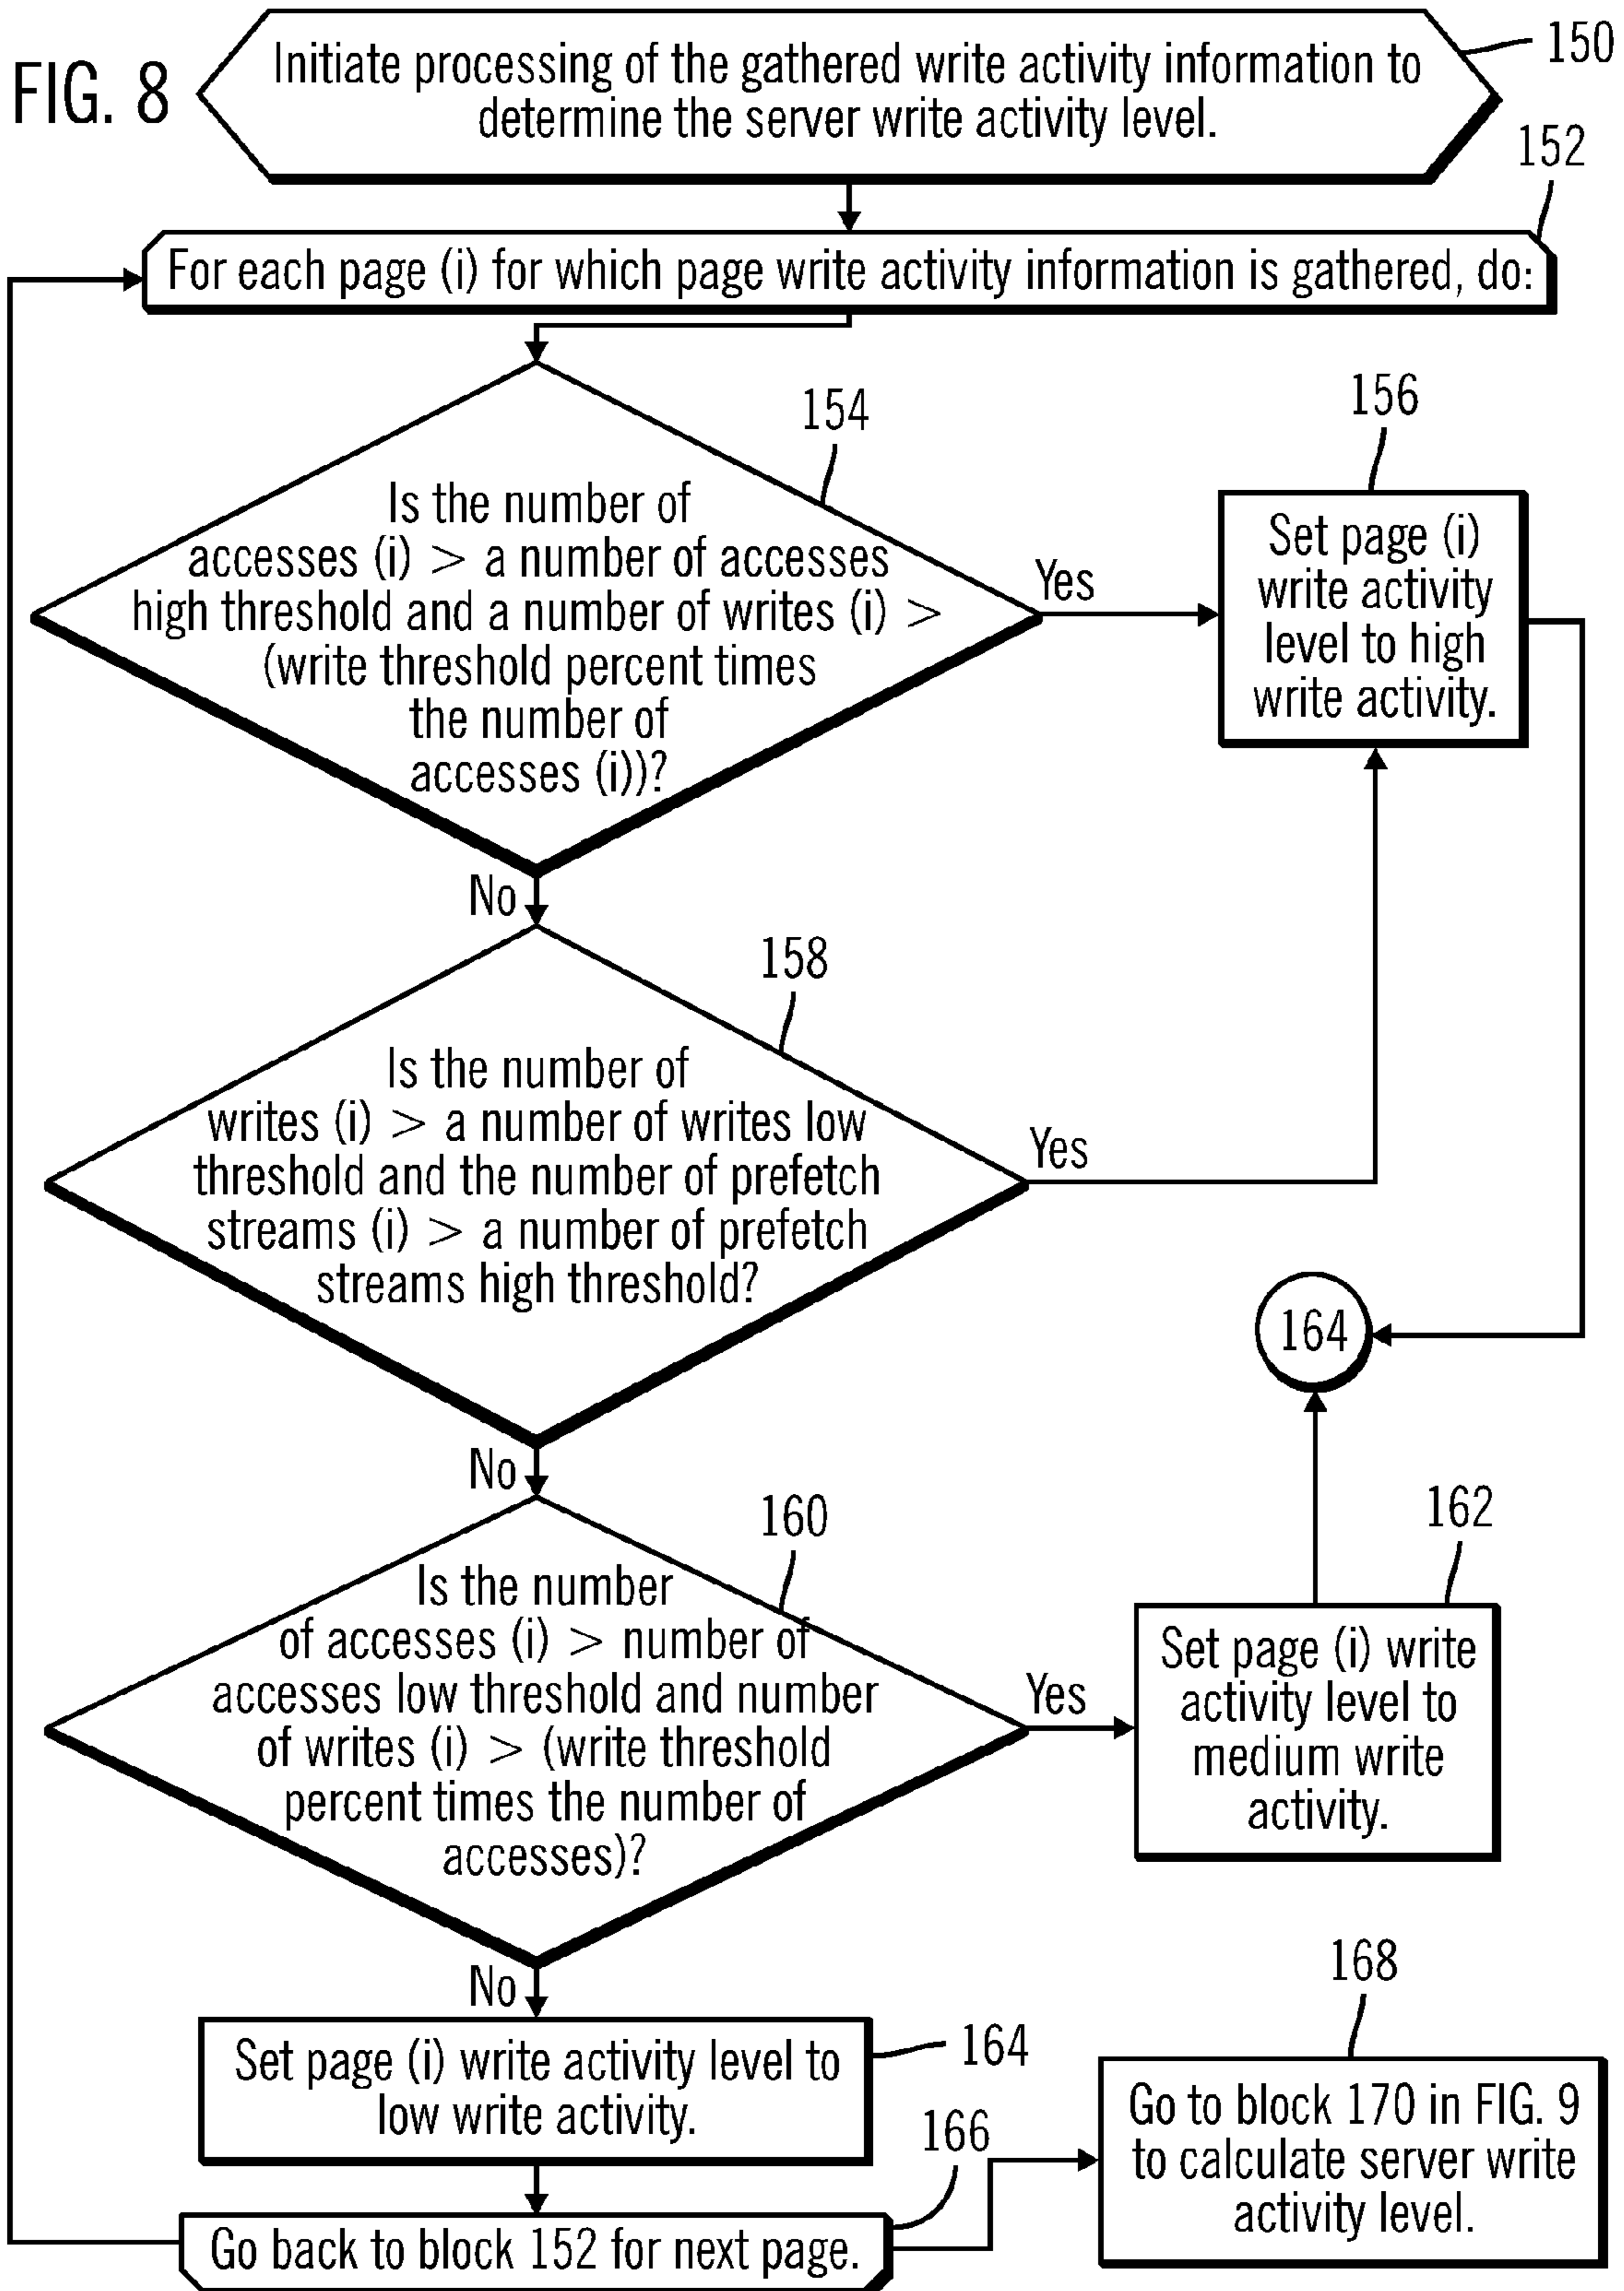 FIG. 8
Initiate processing of the gathered write activity information to
determine the server write activity level.
150
152
For each page (i) for which page write activity information is gathered, do:
154
Is the number of
accesses (i) > a number of accesses
high threshold and a number of writes (i) >
(write threshold percent times
the number of
accesses (i))?
Yes
No
156
Set page (i)
write activity
level to high
write activity.
158
Is the number of
writes (i) > a number of writes low
threshold and the number of prefetch
streams (i) > a number of prefetch
streams high threshold?
Yes
No
164
160
Is the number
of accesses (i) > number of
accesses low threshold and number
of writes (i) > (write threshold
percent times the number of
accesses)?
Yes
No
162
Set page (i) write
activity level to
medium write
activity.
Set page (i) write activity level to
low write activity.
164
166
Go back to block 152 for next page.
168
Go to block 170 in FIG. 9
to calculate server write
activity level.